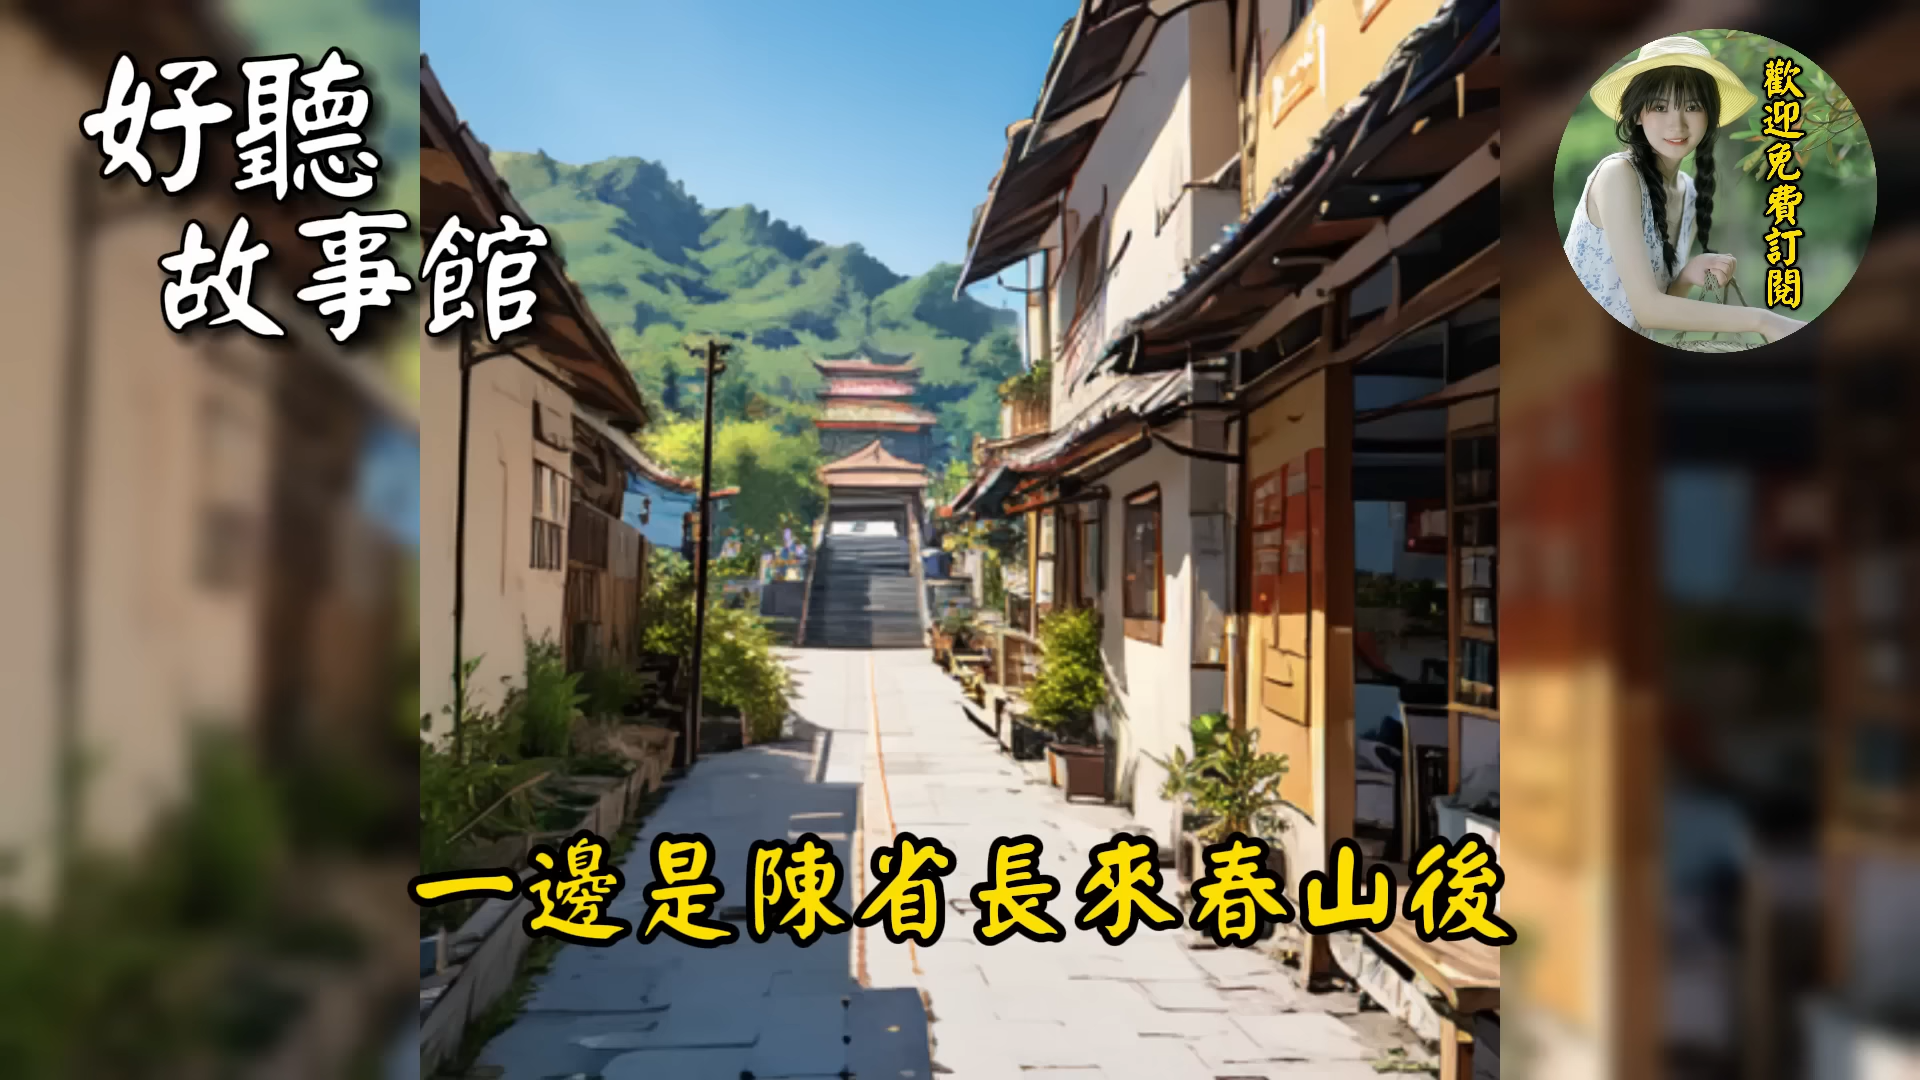 好聽
故事館
歡迎免費訂閱
一邊是陳省長來春山後